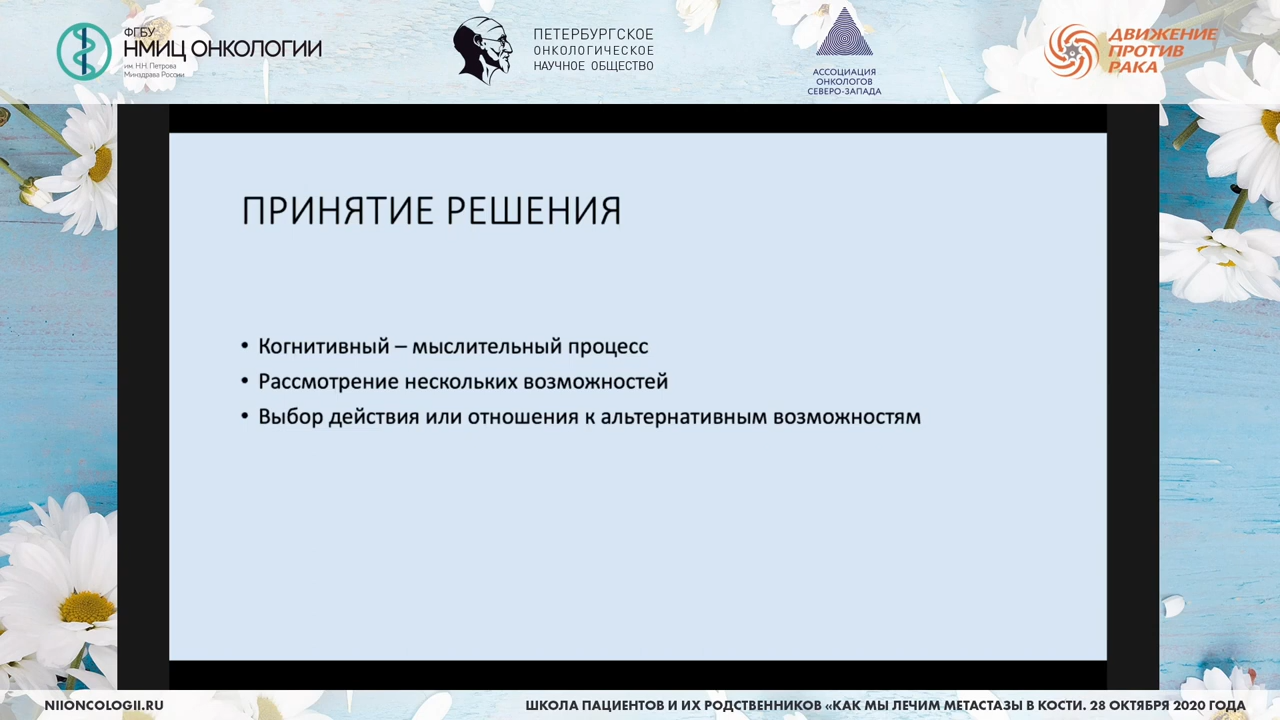 ФГБУ
НМИЦ ОНКОЛОГИИ
им. Н.Н. Петрова
Минздрава России
ПЕТЕРБУРГСКОЕ
ОНКОЛОГИЧЕСКОЕ
НАУЧНОЕ ОБЩЕСТВО
АССОЦИАЦИЯ
ОНКОЛОГОВ
СЕВЕРО-ЗАПАДА
ДВИЖЕНИЕ
ПРОТИВ
РАКА
ПРИНЯТИЕ РЕШЕНИЯ
• Когнитивный – мыслительный процесс
• Рассмотрение нескольких возможностей
• Выбор действия или отношения к альтернативным возможностям
NIIONCOLOGII.RU
ШКОЛА ПАЦИЕНТОВ И ИХ РОДСТВЕННИКОВ «КАК МЫ ЛЕЧИМ МЕТАСТАЗЫ В КОСТИ. 28 ОКТЯБРЯ 2020 ГОДА